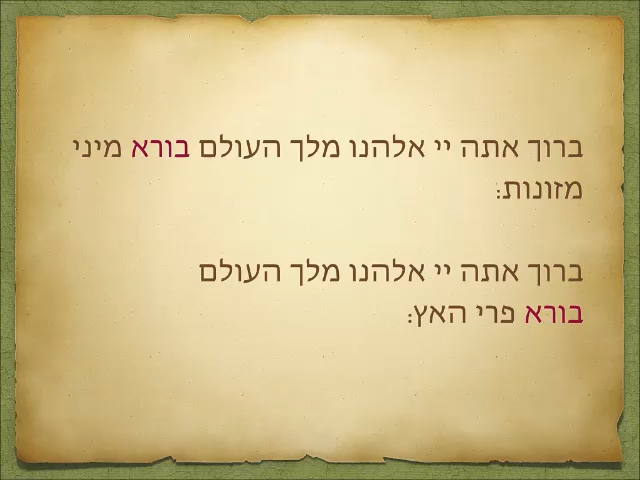 ברוך אתה יי אלהנו מלך העולם בורא מיני
מזונות:
ברוך אתה יי אלהנו מלך העולם
בורא פרי האץ: